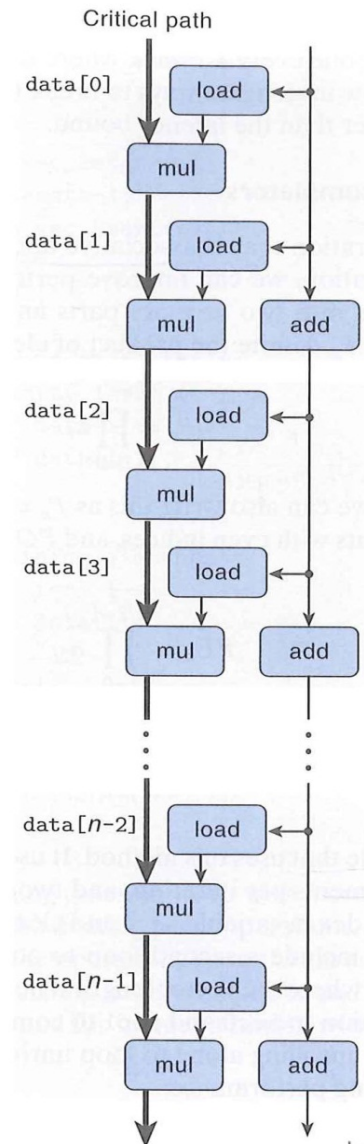 Critical path
data[0]
load
mul
data[1]
load
mul
add
data[2]
load
mul
data[3]
load
mul
add
data[n-2]
load
mul
data[n-1]
load
mul
add